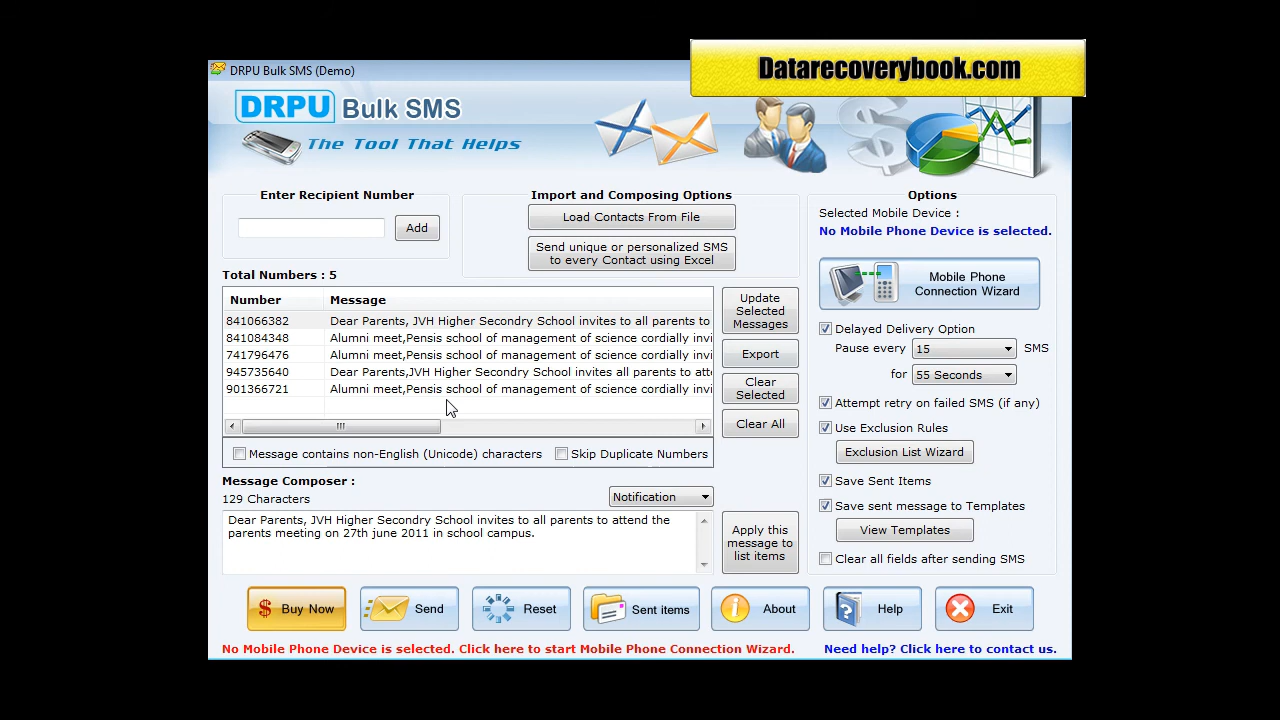 Datarecoverybook.com
DRPU Bulk SMS (Demo)
DRPU Bulk SMS
The Tool That Helps
Enter Recipient Number
Add
Import and Composing Options
Load Contacts From File
Send unique or personalized SMS
to every Contact using Excel
Options
Selected Mobile Device :
No Mobile Phone Device is selected.
Mobile Phone
Connection Wizard
Total Numbers : 5
Number Message
841066382 Dear Parents, JVH Higher Secondry School invites to all parents to
841084348 Alumni meet,Pensis school of management of science cordially invi
741796476 Alumni meet,Pensis school of management of science cordially invi
945735640 Dear Parents,JVH Higher Secondry School invites all parents to atte
901366721 Alumni meet,Pensis school of management of science cordially invi
Update
Selected
Messages
Export
Clear
Selected
Clear All
Delayed Delivery Option
Pause every 15 SMS
for 55 Seconds
Attempt retry on failed SMS (if any)
Use Exclusion Rules
Exclusion List Wizard
Save Sent Items
Save sent message to Templates
View Templates
Clear all fields after sending SMS
Message contains non-English (Unicode) characters Skip Duplicate Numbers
Message Composer :
129 Characters
Notification
Dear Parents, JVH Higher Secondry School invites to all parents to attend the
parents meeting on 27th june 2011 in school campus.
Apply this
message to
list items
Buy Now Send Reset Sent items About Help Exit
No Mobile Phone Device is selected. Click here to start Mobile Phone Connection Wizard. Need help? Click here to contact us.